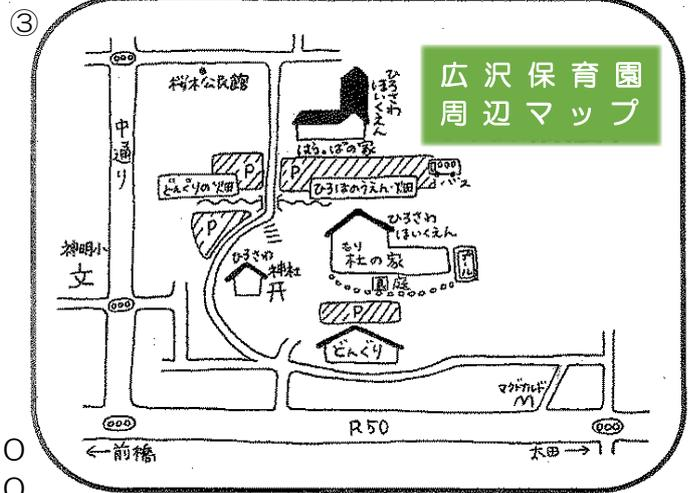 ③
広沢保育園
周辺マップ
桜木公民館
ひろさわ
ほいくえん
中通り
はらっぱの家
P
P
バス
どんぐりの畑
ひろばのうえん・畑
P
ひろさわ
ほいくえん
神明小
文
ひろさわ
神社
もり
杜の家
プール
園庭
P
どんぐり
マクドナルド
M
R50
←前橋
太田→
O
O